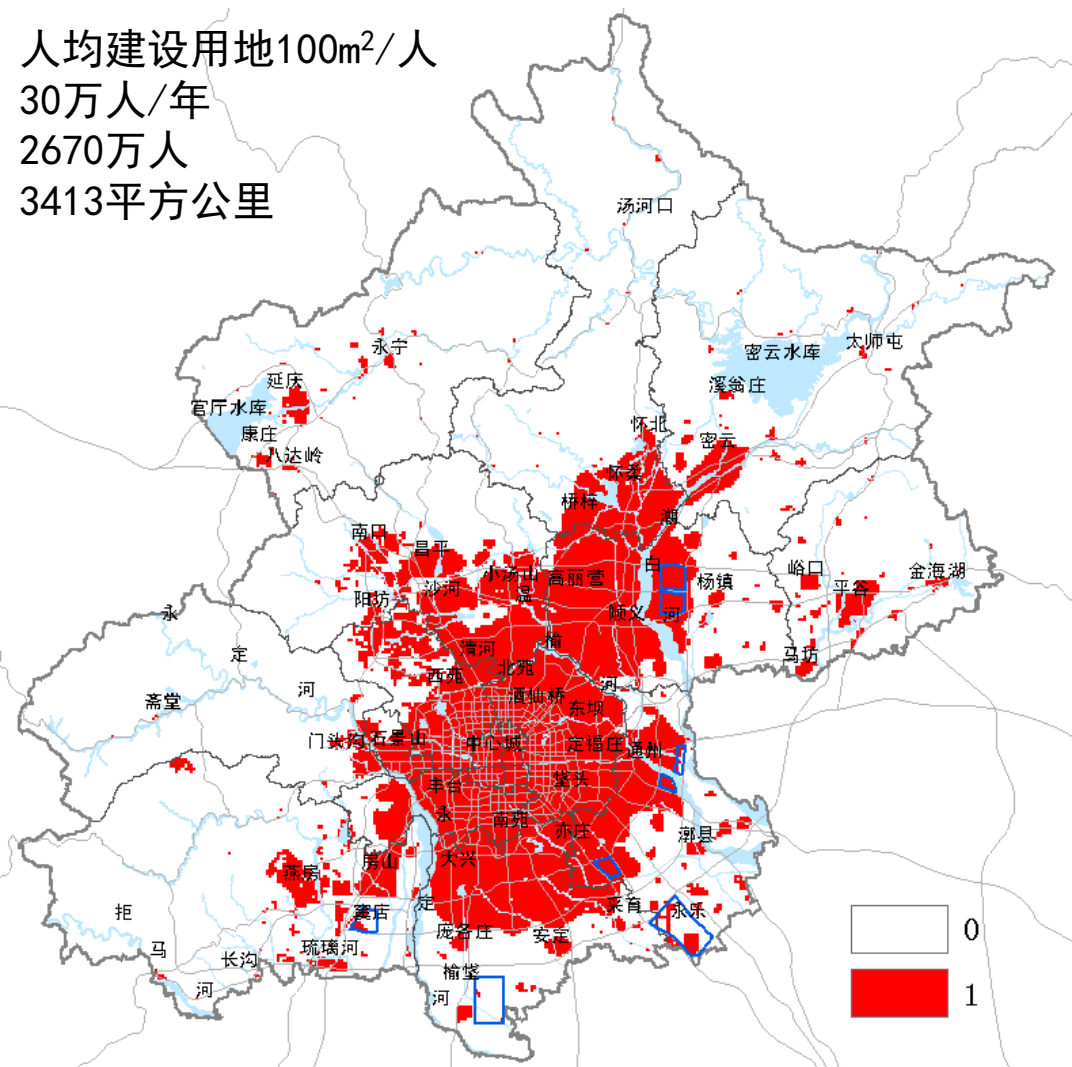 人均建设用地100m²/人
30万人/年
2670万人
3413平方公里
汤河口
永宁
密云水库
太师屯
延庆
溪翁庄
官厅水库
康庄
怀北
密云
八达岭
怀柔
桥梓
潮
南口
昌平
白
小汤山
高丽营
杨镇
峪口
金海湖
沙河
温
平谷
阳坊
永
顺义
河
定
清河
榆
马坊
西苑
北苑
河
河
斋堂
酒仙桥
东坝
门头沟
石景山
中心城
定福庄
通州
丰台
垡头
永
南苑
亦庄
漷县
燕房
房山
大兴
拒
窦店
定
采育
永乐
马
琉璃河
庞各庄
安定
长沟
榆垡
河
河
0
1